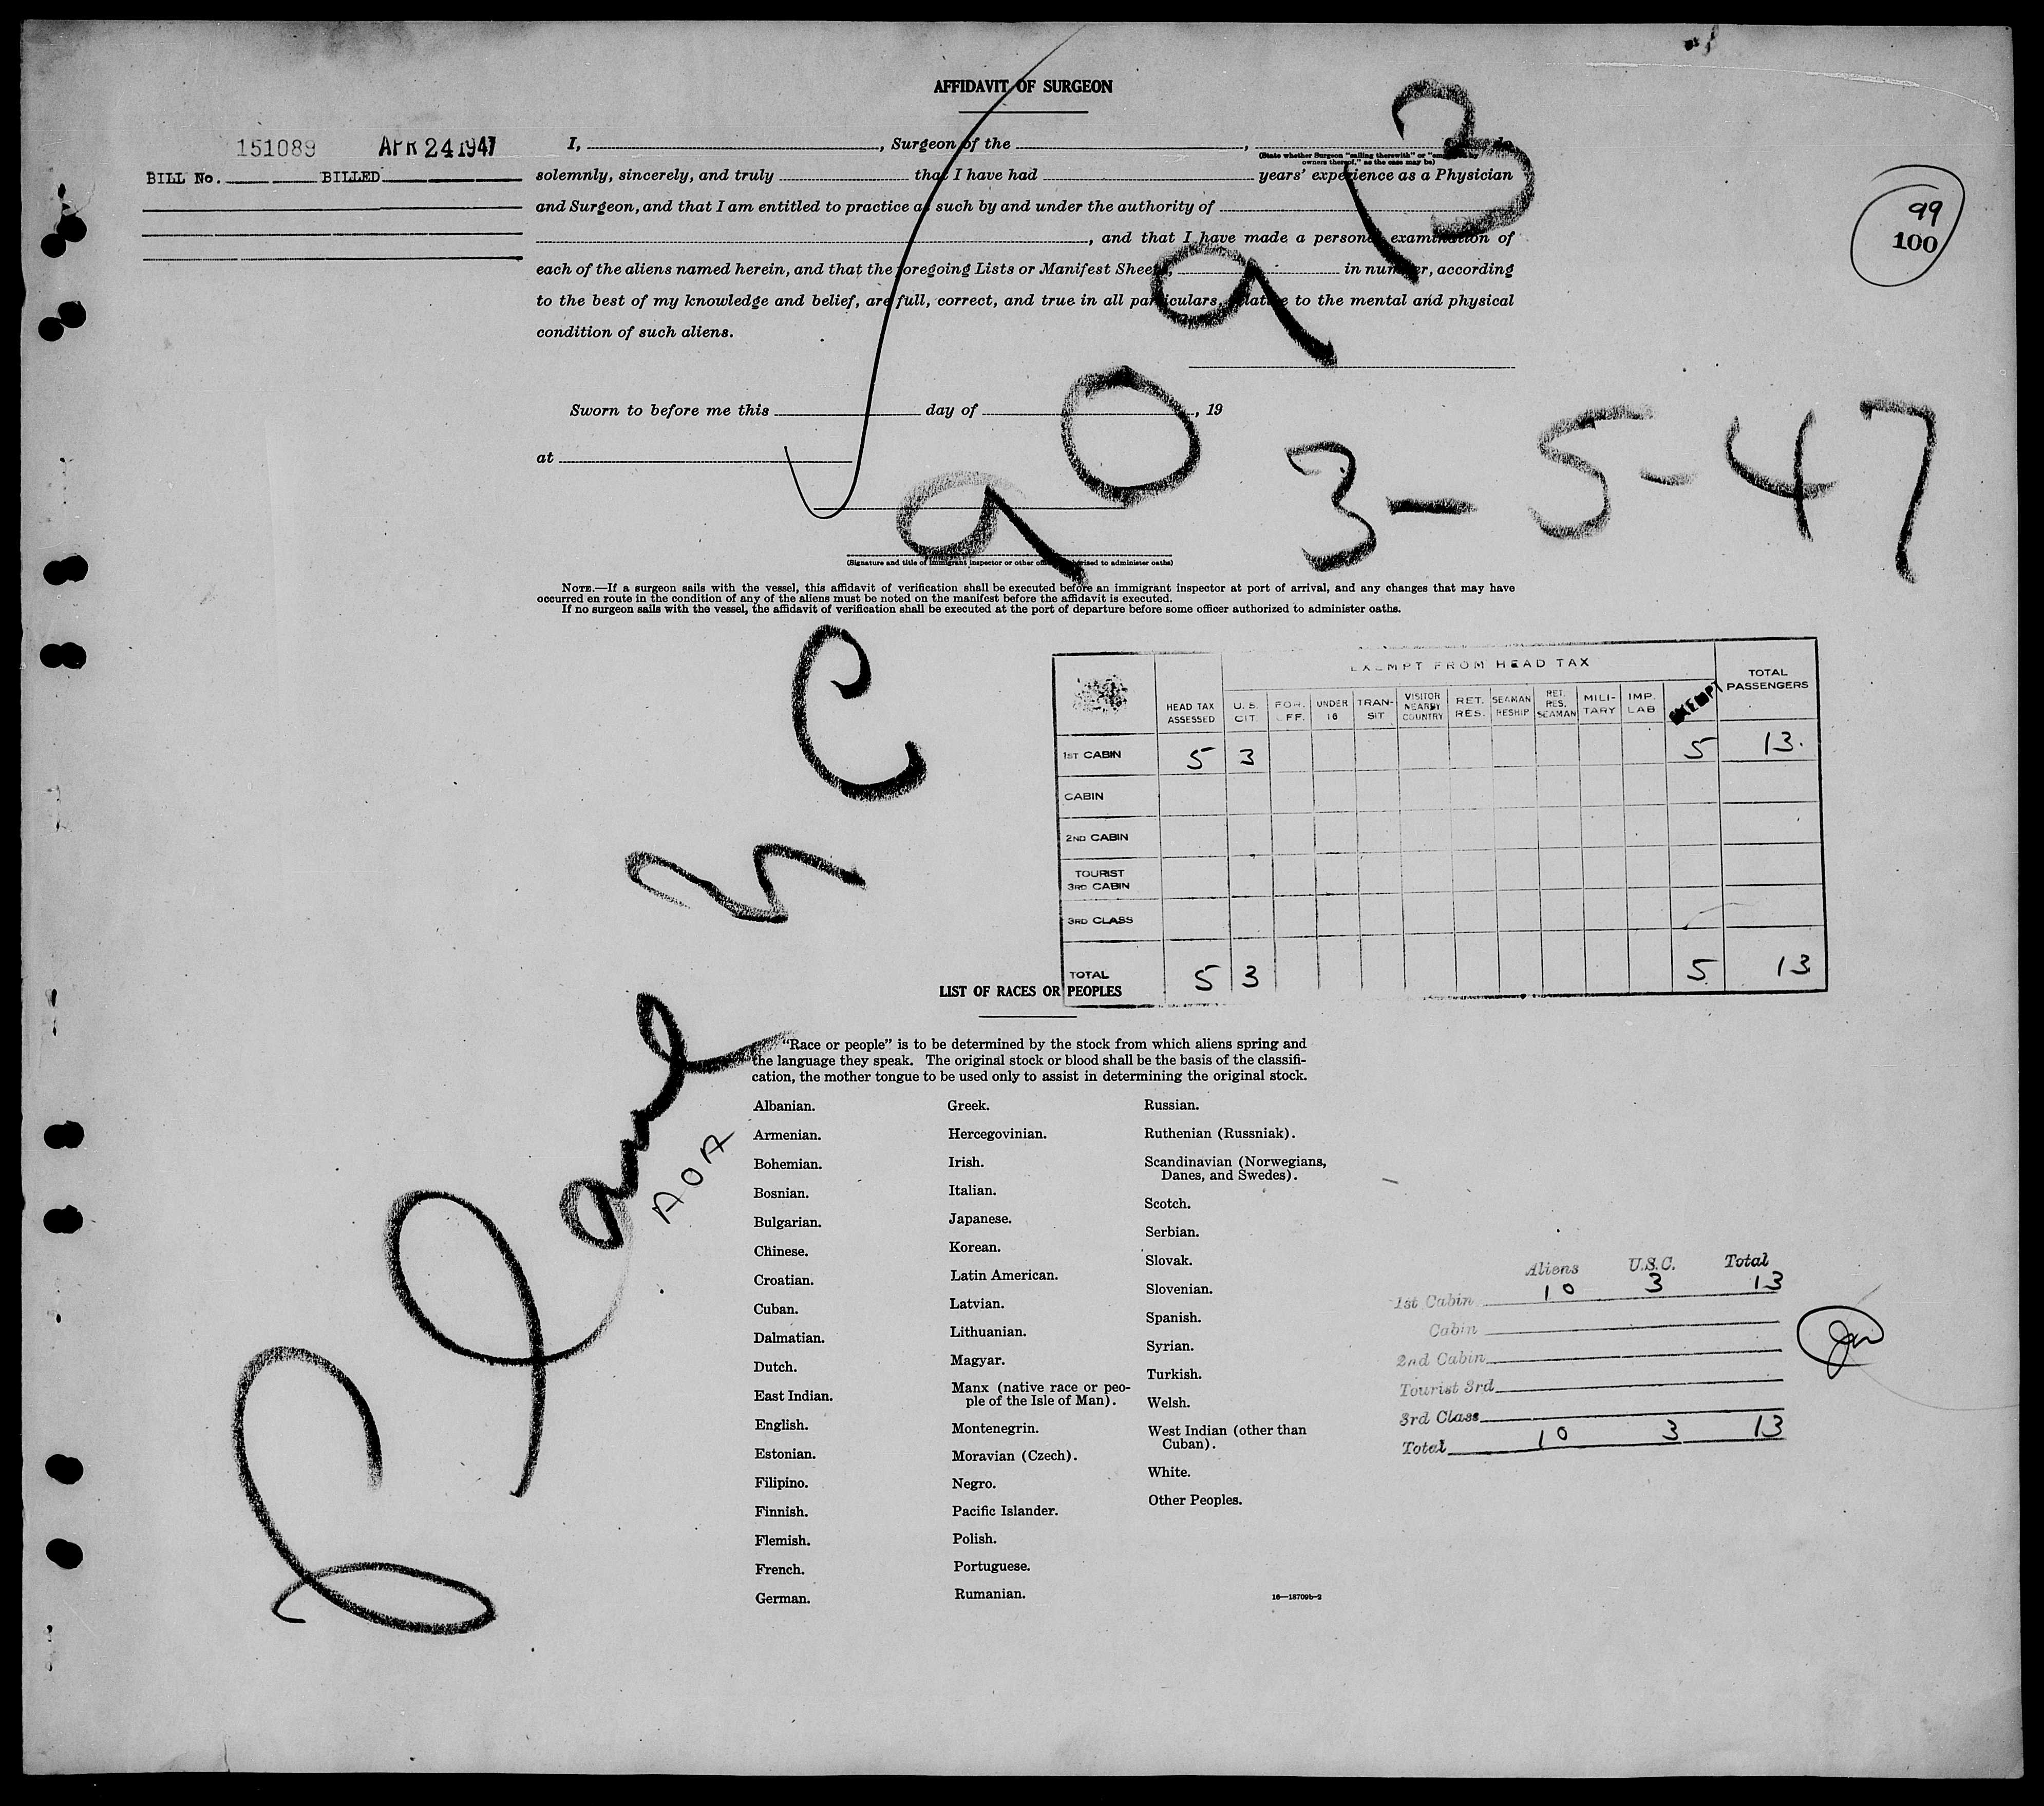 AFFIDAVIT OF SURGEON
151089 APR 24 1947
BILL No. BILLED
I, , Surgeon of the , do
(State whether Surgeon "sailing therewith" or "employed by owners thereof," as the case may be)
solemnly, sincerely, and truly that I have had years' experience as a Physician
and Surgeon, and that I am entitled to practice as such by and under the authority of
, and that I have made a personal examination of
each of the aliens named herein, and that the foregoing Lists or Manifest Sheets, in number, according
to the best of my knowledge and belief, are full, correct, and true in all particulars, relative to the mental and physical
condition of such aliens.
99
100
Sworn to before me this day of , 19
at
3-5-47
(Signature and title of immigrant inspector or other officer authorized to administer oaths)
NOTE.—If a surgeon sails with the vessel, this affidavit of verification shall be executed before an immigrant inspector at port of arrival, and any changes that may have
occurred en route in the condition of any of the aliens must be noted on the manifest before the affidavit is executed.
If no surgeon sails with the vessel, the affidavit of verification shall be executed at the port of departure before some officer authorized to administer oaths.
Plane NC 90913
AOA
EXEMPT FROM HEAD TAX
HEAD TAX ASSESSED U.S. CIT. FOR. OFF. UNDER 16 TRANSIT VISITOR NEARBY COUNTRY RET. RES. SEAMAN RESHIP RET. RES. SEAMAN MILITARY IMP. LAB EXEMPT TOTAL PASSENGERS
1ST CABIN 5 3 5 13.
CABIN
2ND CABIN
TOURIST 3RD CABIN
3RD CLASS
TOTAL 5 3 5 13
LIST OF RACES OR PEOPLES
"Race or people" is to be determined by the stock from which aliens spring and
the language they speak. The original stock or blood shall be the basis of the classifi-
cation, the mother tongue to be used only to assist in determining the original stock.
Albanian.
Armenian.
Bohemian.
Bosnian.
Bulgarian.
Chinese.
Croatian.
Cuban.
Dalmatian.
Dutch.
East Indian.
English.
Estonian.
Filipino.
Finnish.
Flemish.
French.
German.
Greek.
Hercegovinian.
Irish.
Italian.
Japanese.
Korean.
Latin American.
Latvian.
Lithuanian.
Magyar.
Manx (native race or peo-
ple of the Isle of Man).
Montenegrin.
Moravian (Czech).
Negro.
Pacific Islander.
Polish.
Portuguese.
Rumanian.
Russian.
Ruthenian (Russniak).
Scandinavian (Norwegians,
Danes, and Swedes).
Scotch.
Serbian.
Slovak.
Slovenian.
Spanish.
Syrian.
Turkish.
Welsh.
West Indian (other than
Cuban).
White.
Other Peoples.
16—18709b-2
Aliens U.S.C. Total
1st Cabin 10 3 13
Cabin
2nd Cabin
Tourist 3rd
3rd Class
Total 10 3 13